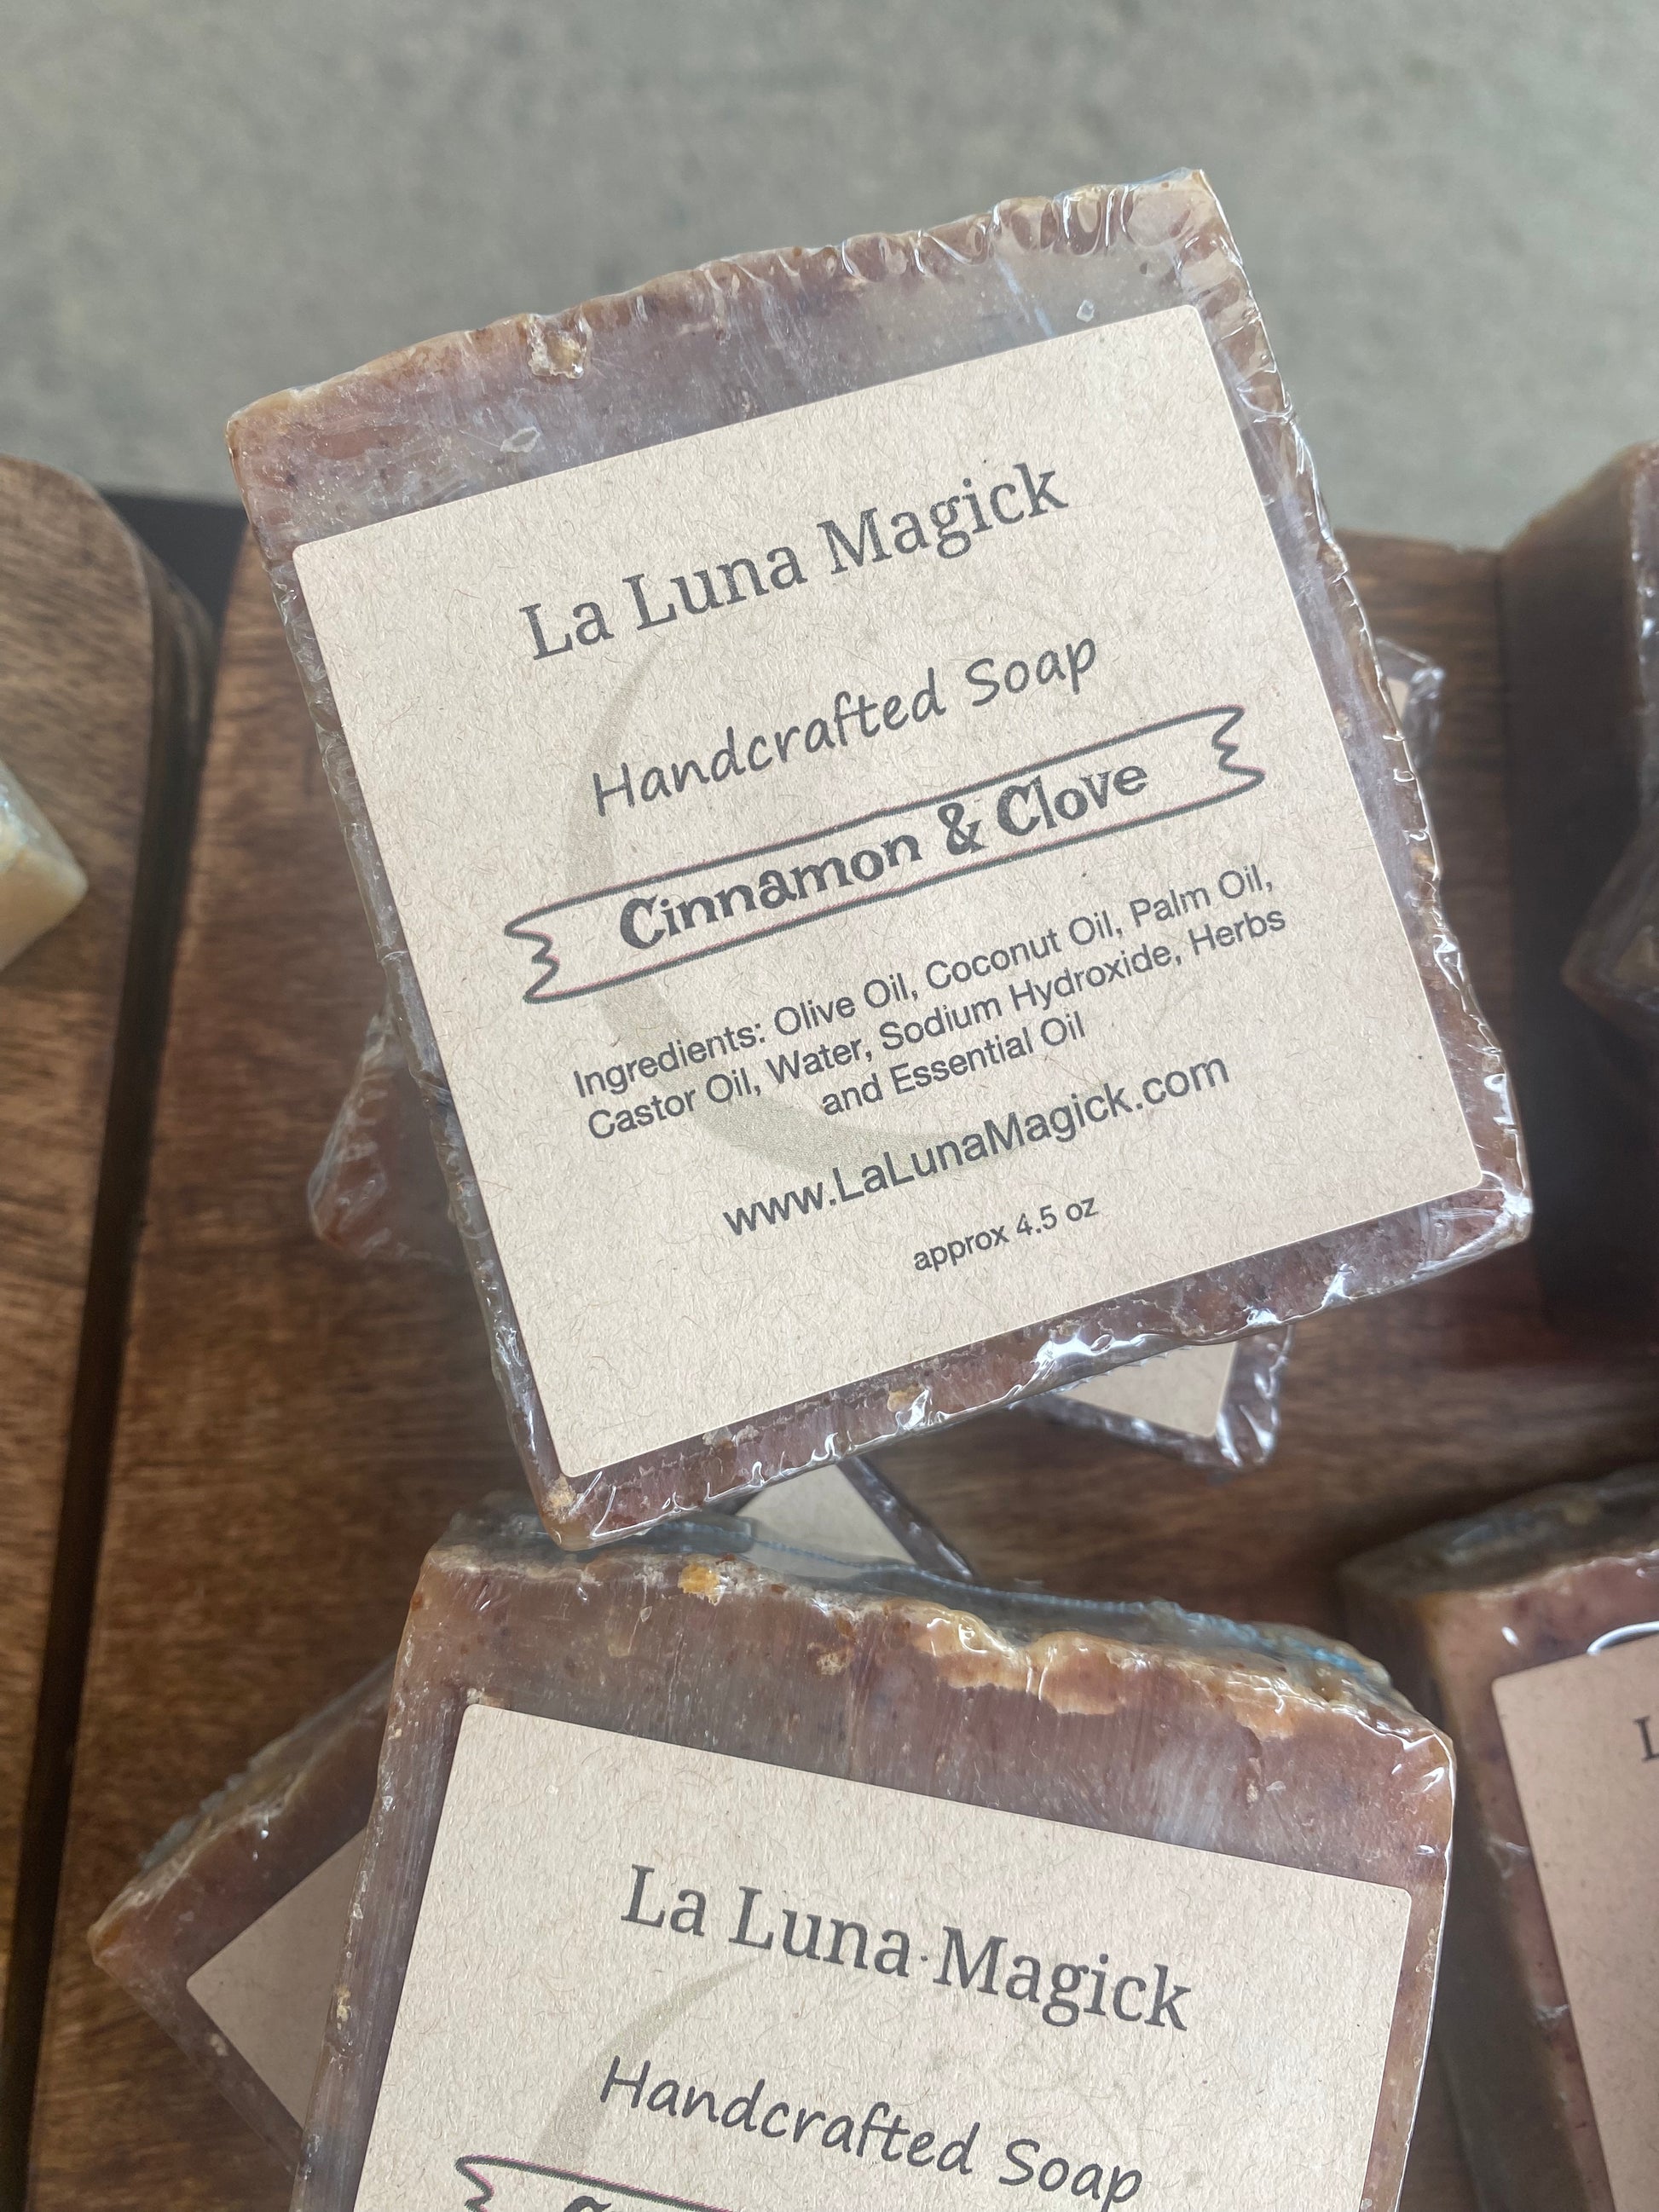 La Luna Magick
Handcrafted Soap
Cinnamon & Clove
Ingredients: Olive Oil, Coconut Oil, Palm Oil,
Castor Oil, Water, Sodium Hydroxide, Herbs
and Essential Oil
www.LaLunaMagick.com
approx 4.5 oz
La Luna Magick
Handcrafted Soap